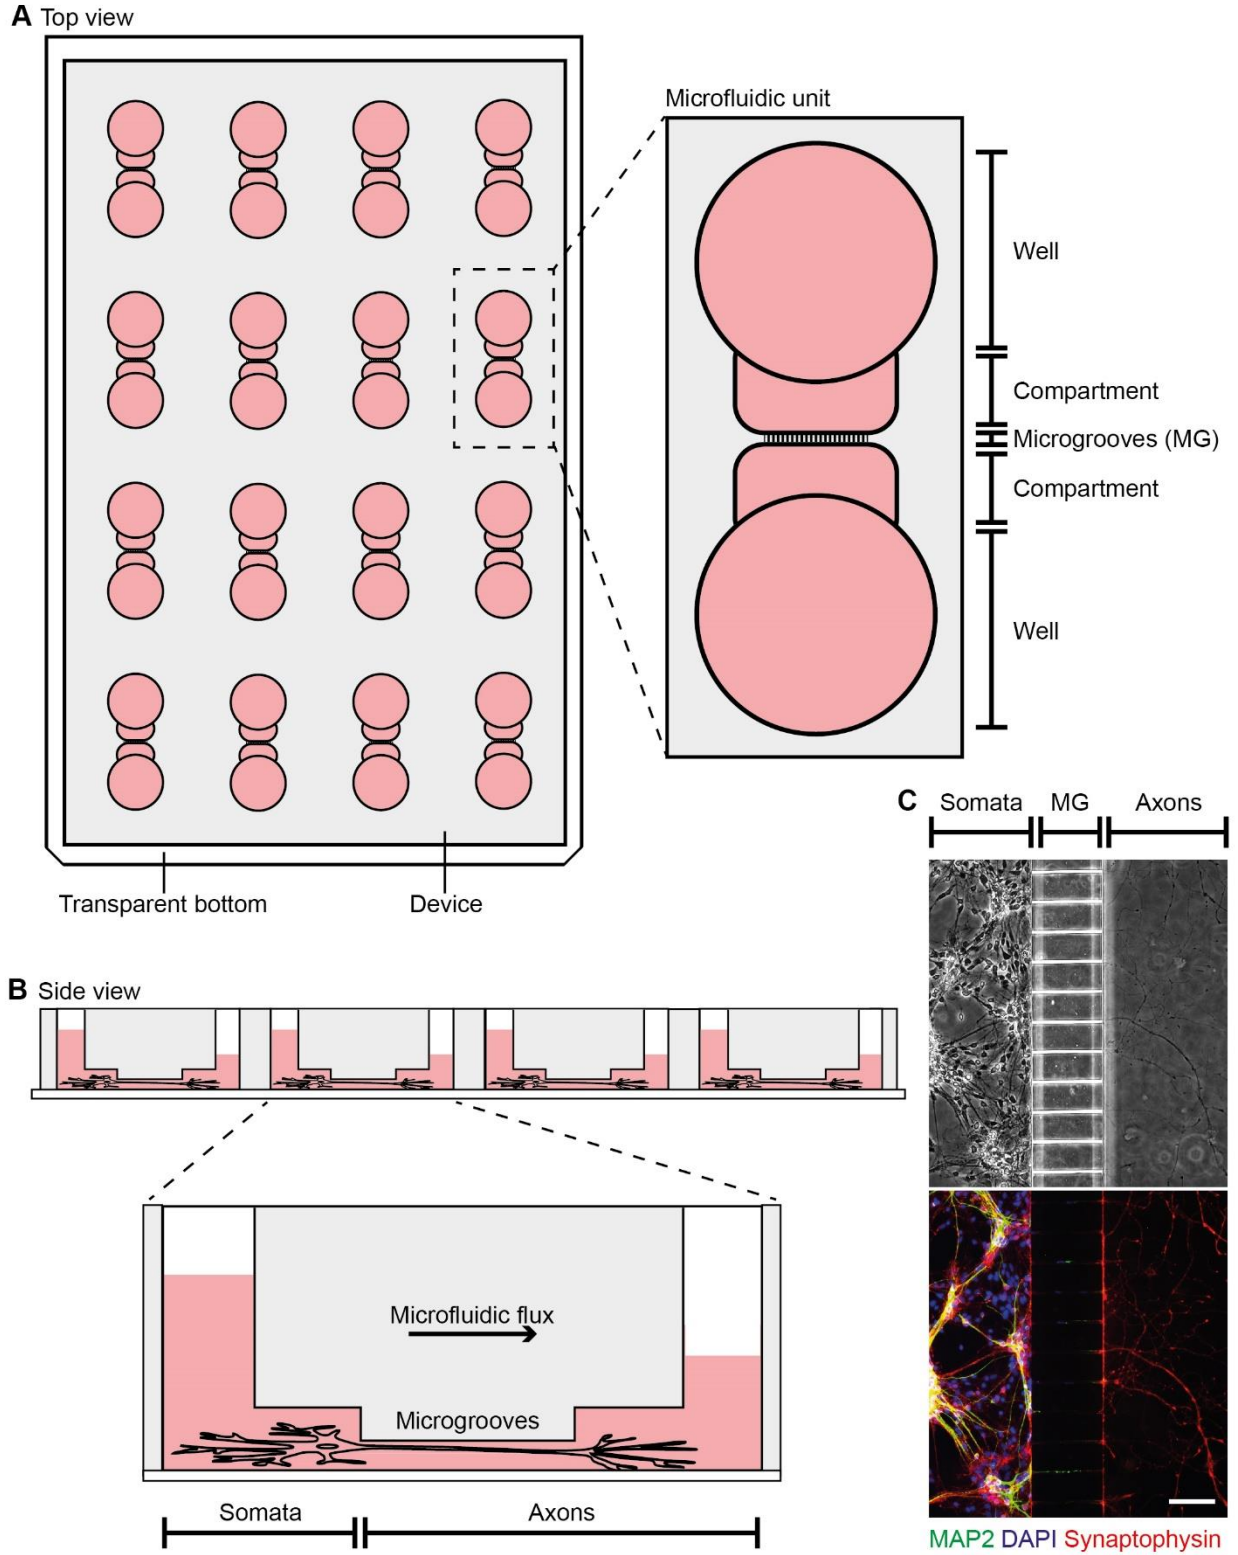 A Top view
Microfluidic unit
Well
Compartment
Microgrooves (MG)
Compartment
Well
Transparent bottom
Device
C Somata MG Axons
B Side view
Microfluidic flux
Microgrooves
Somata Axons
MAP2 DAPI Synaptophysin